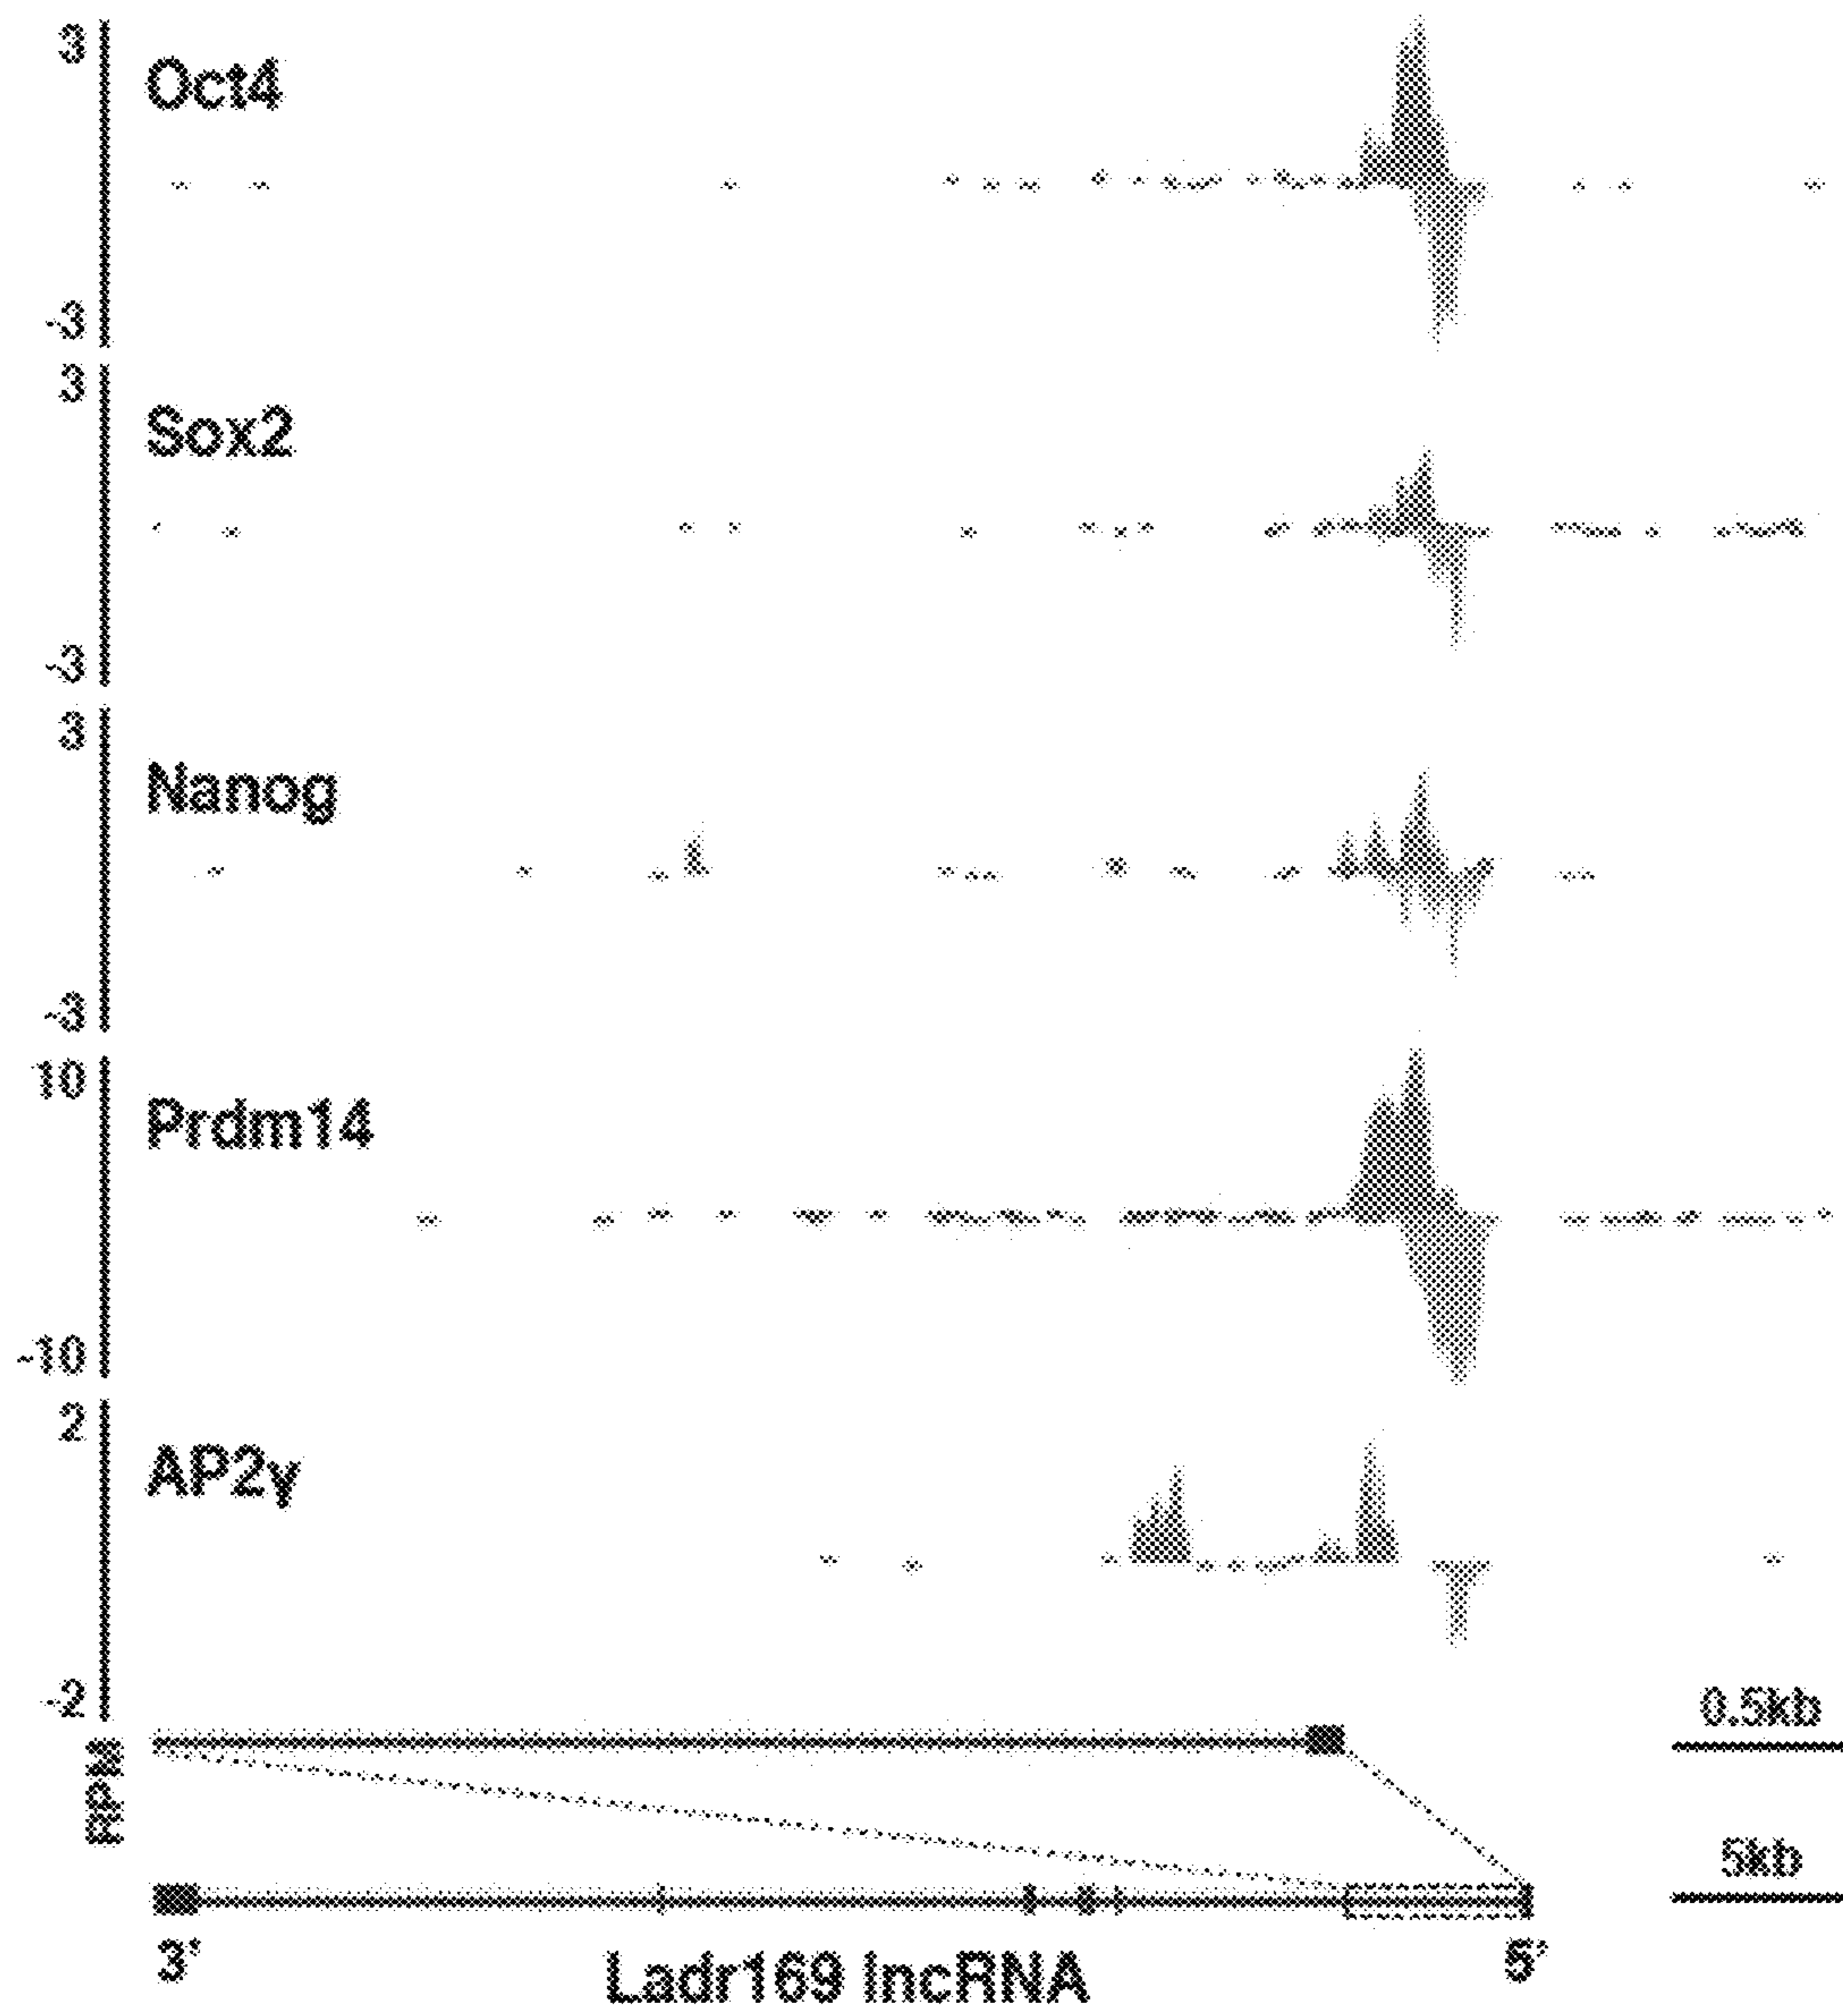 3
Oct4
-3
3
Sox2
-3
3
Nanog
-3
10
Prdm14
-10
2
AP2γ
-2
RPM
0.5kb
5kb
3' 5'
Ladr169 lncRNA